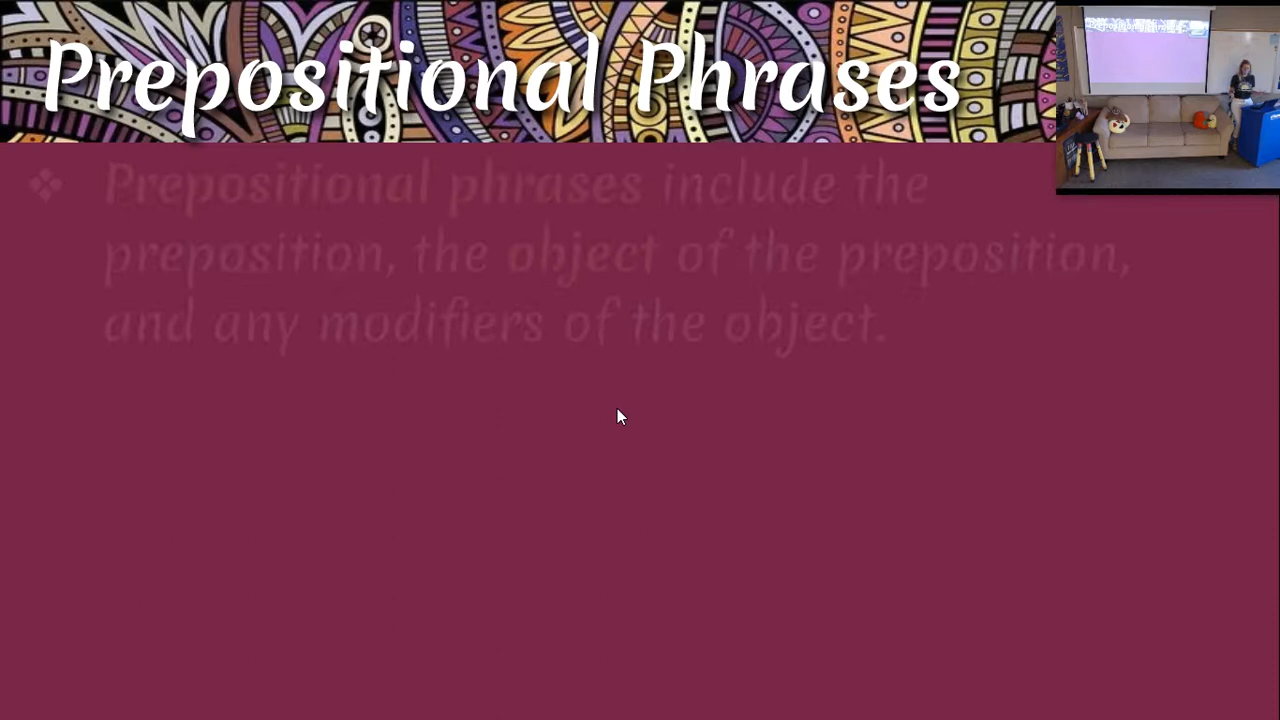 Prepositional Phrases
❖ Prepositional phrases include the
preposition, the object of the preposition,
and any modifiers of the object.